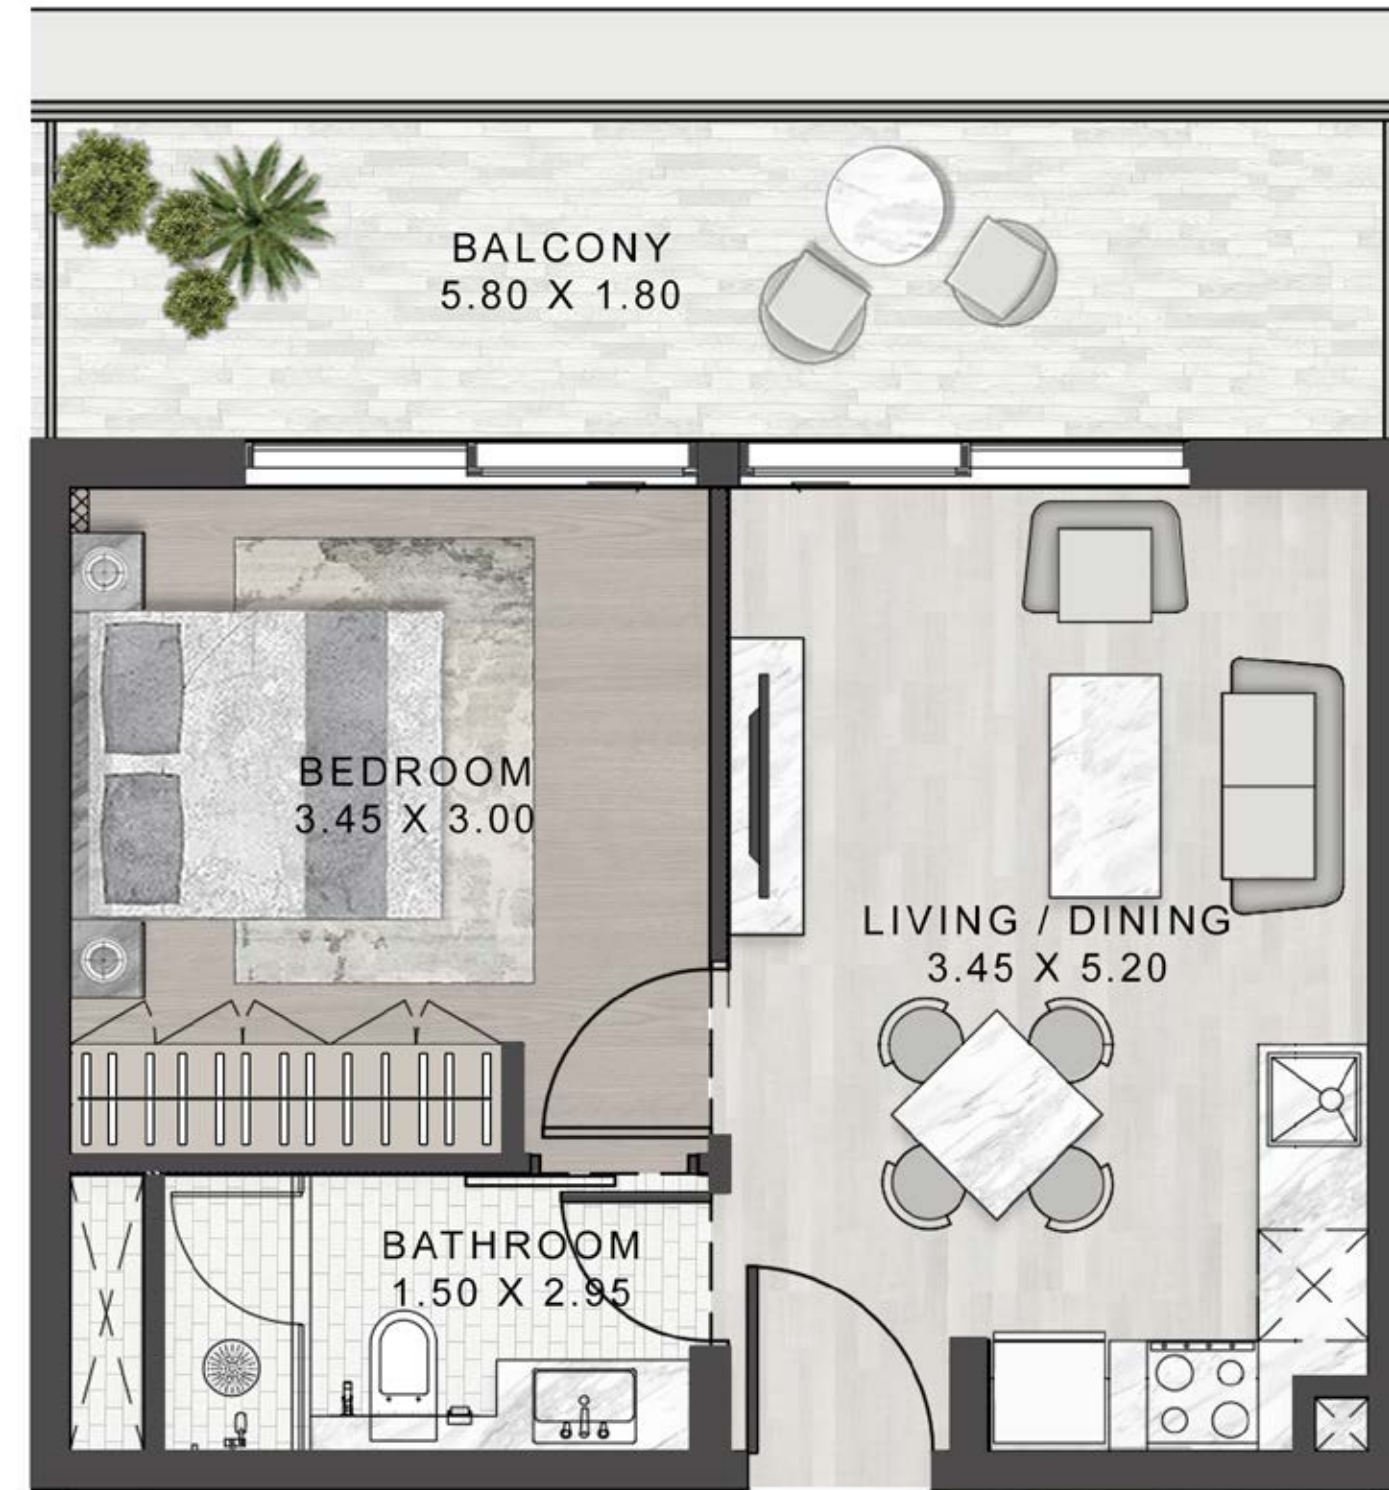 BALCONY
5.80 X 1.80
BEDROOM
3.45 X 3.00
LIVING / DINING
3.45 X 5.20
BATHROOM
1.50 X 2.95